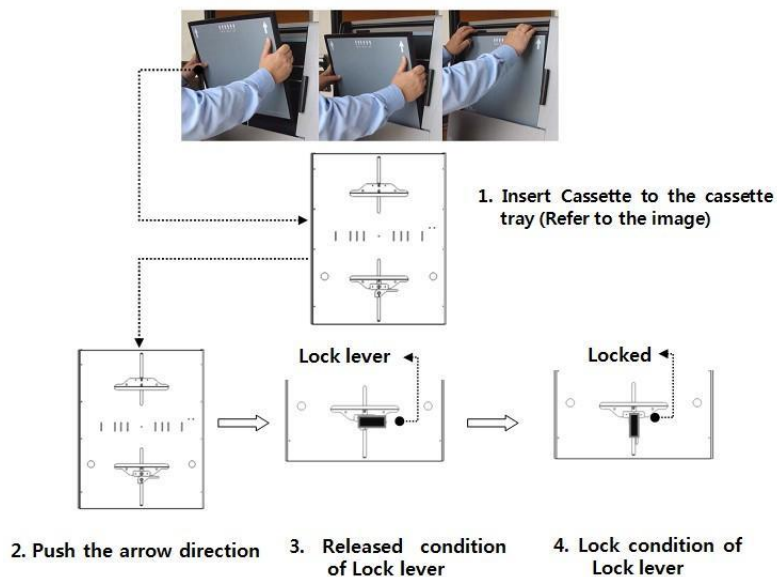 1. Insert Cassette to the cassette
tray (Refer to the image)
Lock lever
Locked
2. Push the arrow direction
3. Released condition
of Lock lever
4. Lock condition of
Lock lever